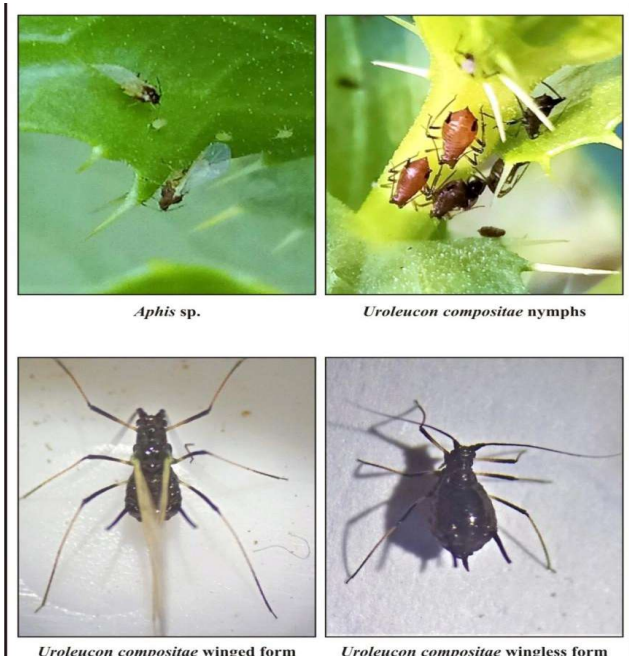 Aphis sp.
Uroleucon compositae nymphs
Uroleucon compositae winged form
Uroleucon compositae wingless form